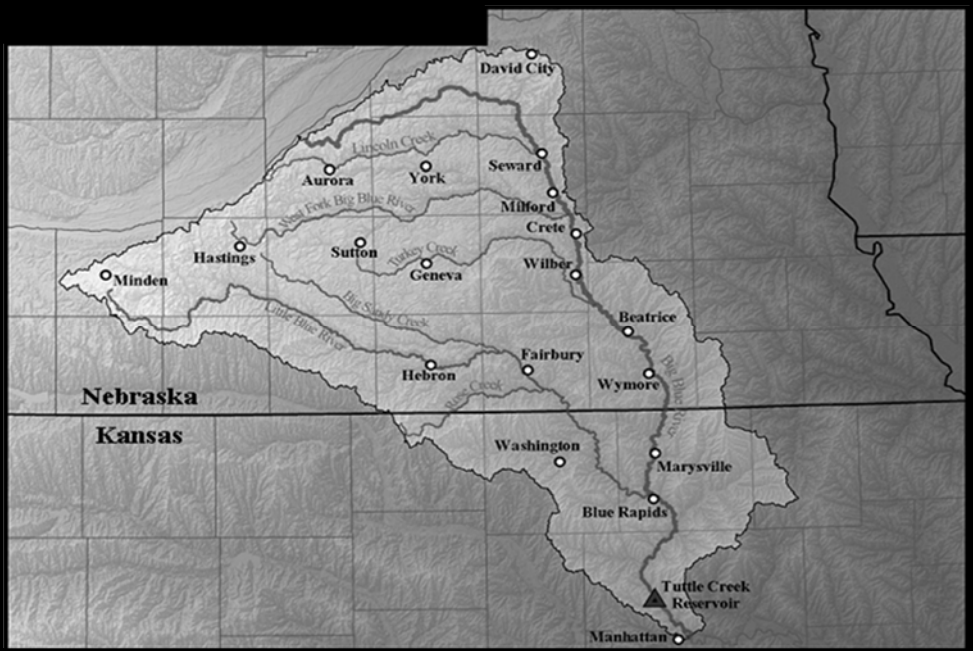 David City
Lincoln Creek
Seward
Aurora
York
West Fork Big Blue River
Milford
Crete
Hastings
Sutton
Turkey Creek
Geneva
Wilber
Minden
Big Sandy Creek
Little Blue River
Beatrice
Fairbury
Hebron
Wymore
Big Blue River
Rose Creek
Nebraska
Kansas
Washington
Marysville
Blue Rapids
Tuttle Creek
Reservoir
Manhattan